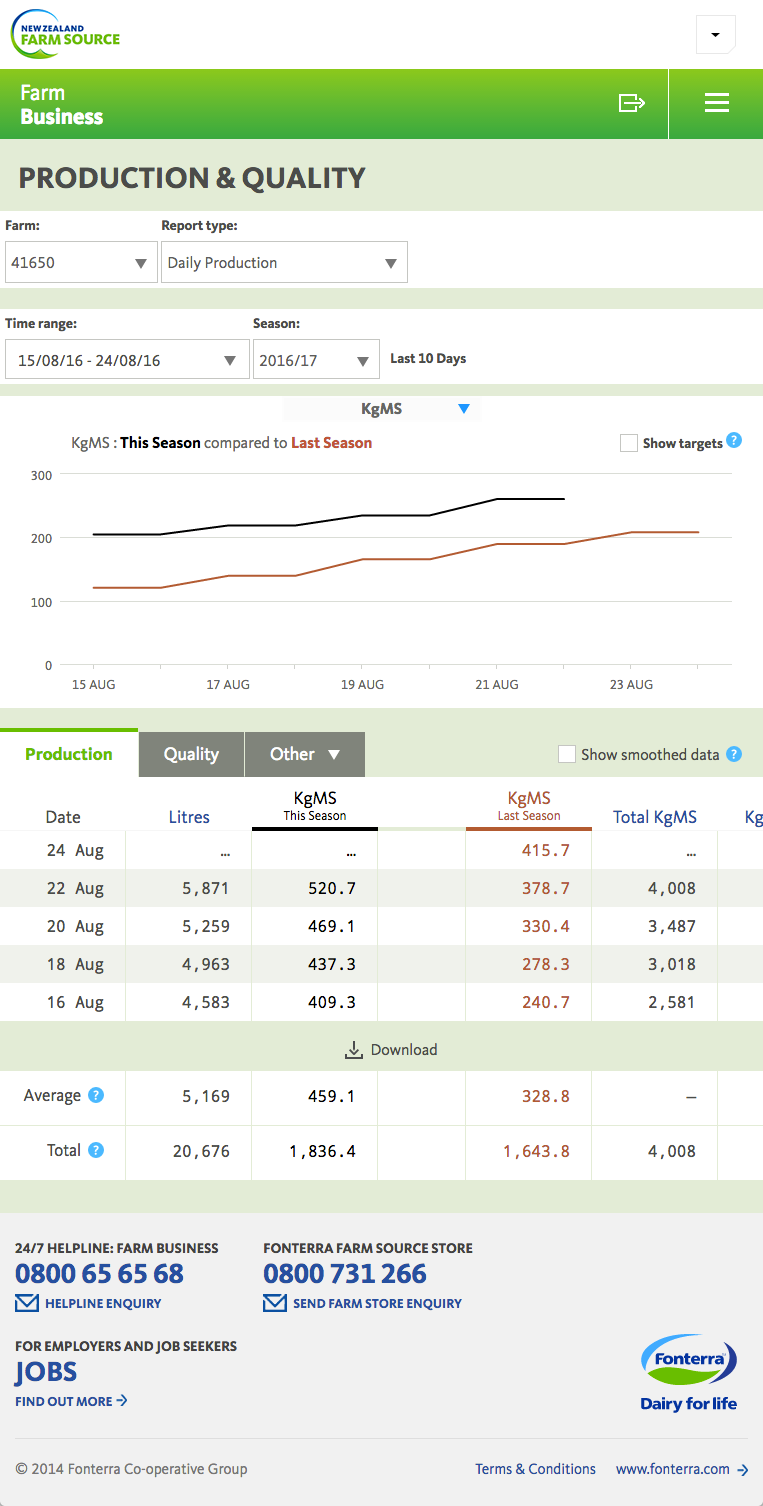 NEW ZEALAND
FARM SOURCE
Farm
Business
PRODUCTION & QUALITY
Farm: Report type:
41650 Daily Production
Time range: Season:
15/08/16 - 24/08/16 2016/17 Last 10 Days
KgMS
KgMS : This Season compared to Last Season Show targets ?
300
200
100
0
15 AUG 17 AUG 19 AUG 21 AUG 23 AUG
Production Quality Other Show smoothed data ?
Date Litres KgMS This Season KgMS Last Season Total KgMS Kg
24 Aug ... ... 415.7 ...
22 Aug 5,871 520.7 378.7 4,008
20 Aug 5,259 469.1 330.4 3,487
18 Aug 4,963 437.3 278.3 3,018
16 Aug 4,583 409.3 240.7 2,581
Download
Average ? 5,169 459.1 328.8 –
Total ? 20,676 1,836.4 1,643.8 4,008
24/7 HELPLINE: FARM BUSINESS FONTERRA FARM SOURCE STORE
0800 65 65 68 0800 731 266
HELPLINE ENQUIRY SEND FARM STORE ENQUIRY
FOR EMPLOYERS AND JOB SEEKERS
JOBS
FIND OUT MORE
Fonterra
Dairy for life
© 2014 Fonterra Co-operative Group Terms & Conditions www.fonterra.com